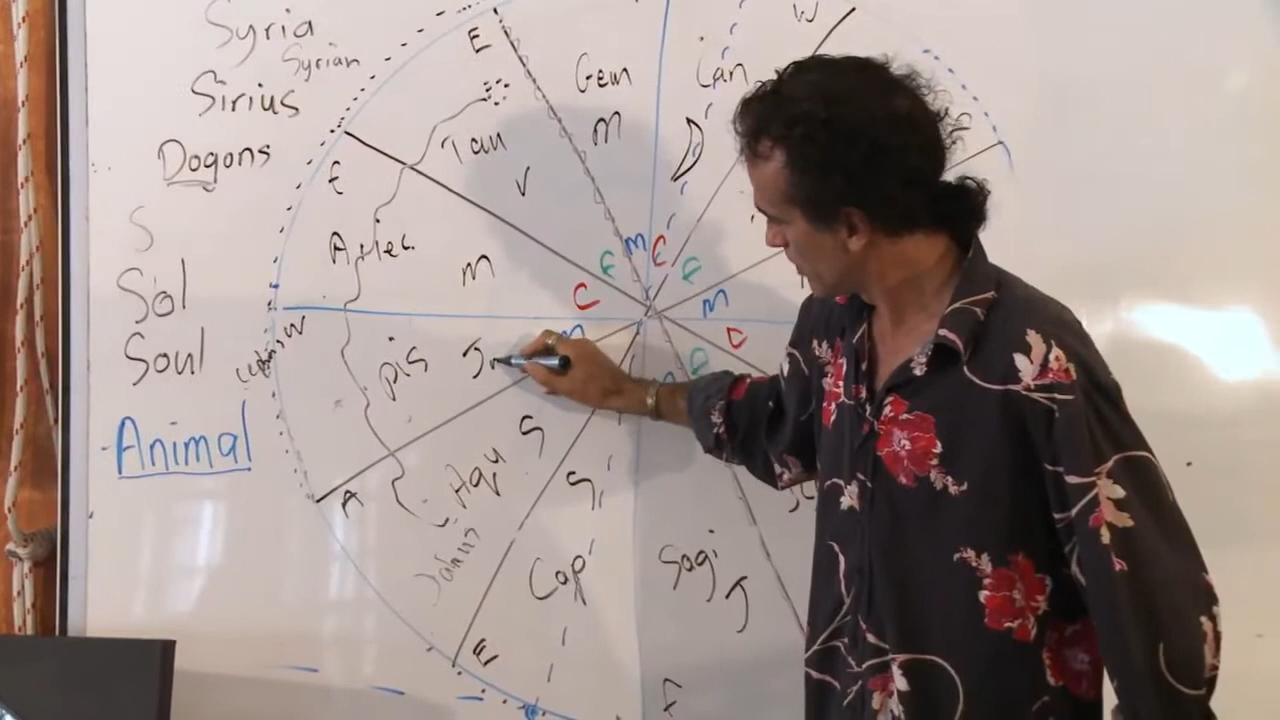 Syria
Syrian
Sirius
Dogons
S
Sol
Soul
Animal
E
Gem
m
Can
W
Tau
V
E
Aries
m
E
m
C
E
C
m
m
C
E
W
Pis
J
A
Aqu
S
S
Cap
E
Sagi
J